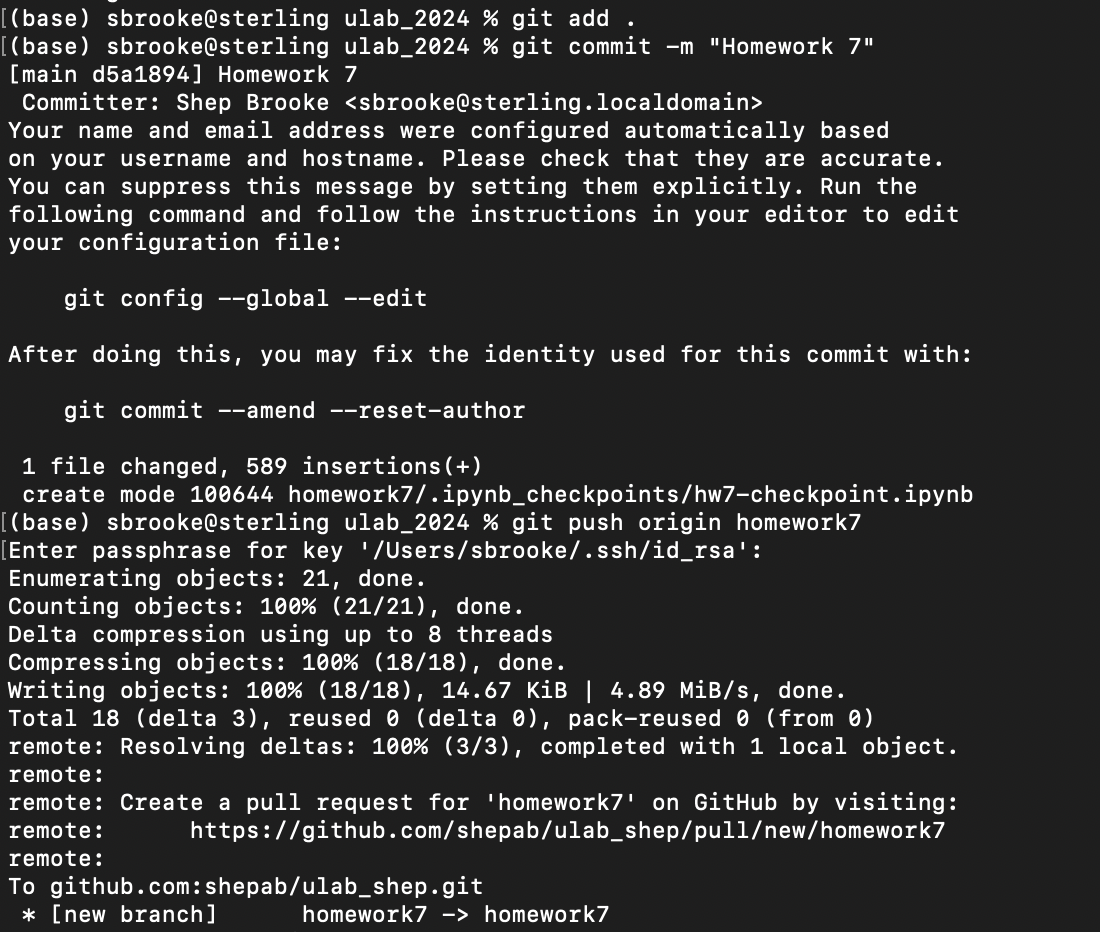 [(base) sbrooke@sterling ulab_2024 % git add .
[(base) sbrooke@sterling ulab_2024 % git commit -m "Homework 7"
[main d5a1894] Homework 7
 Committer: Shep Brooke <sbrooke@sterling.localdomain>
Your name and email address were configured automatically based
on your username and hostname. Please check that they are accurate.
You can suppress this message by setting them explicitly. Run the
following command and follow the instructions in your editor to edit
your configuration file:

    git config --global --edit

After doing this, you may fix the identity used for this commit with:

    git commit --amend --reset-author

 1 file changed, 589 insertions(+)
 create mode 100644 homework7/.ipynb_checkpoints/hw7-checkpoint.ipynb
[(base) sbrooke@sterling ulab_2024 % git push origin homework7
[Enter passphrase for key '/Users/sbrooke/.ssh/id_rsa':
Enumerating objects: 21, done.
Counting objects: 100% (21/21), done.
Delta compression using up to 8 threads
Compressing objects: 100% (18/18), done.
Writing objects: 100% (18/18), 14.67 KiB | 4.89 MiB/s, done.
Total 18 (delta 3), reused 0 (delta 0), pack-reused 0 (from 0)
remote: Resolving deltas: 100% (3/3), completed with 1 local object.
remote:
remote: Create a pull request for 'homework7' on GitHub by visiting:
remote:      https://github.com/shepab/ulab_shep/pull/new/homework7
remote:
To github.com:shepab/ulab_shep.git
 * [new branch]      homework7 -> homework7